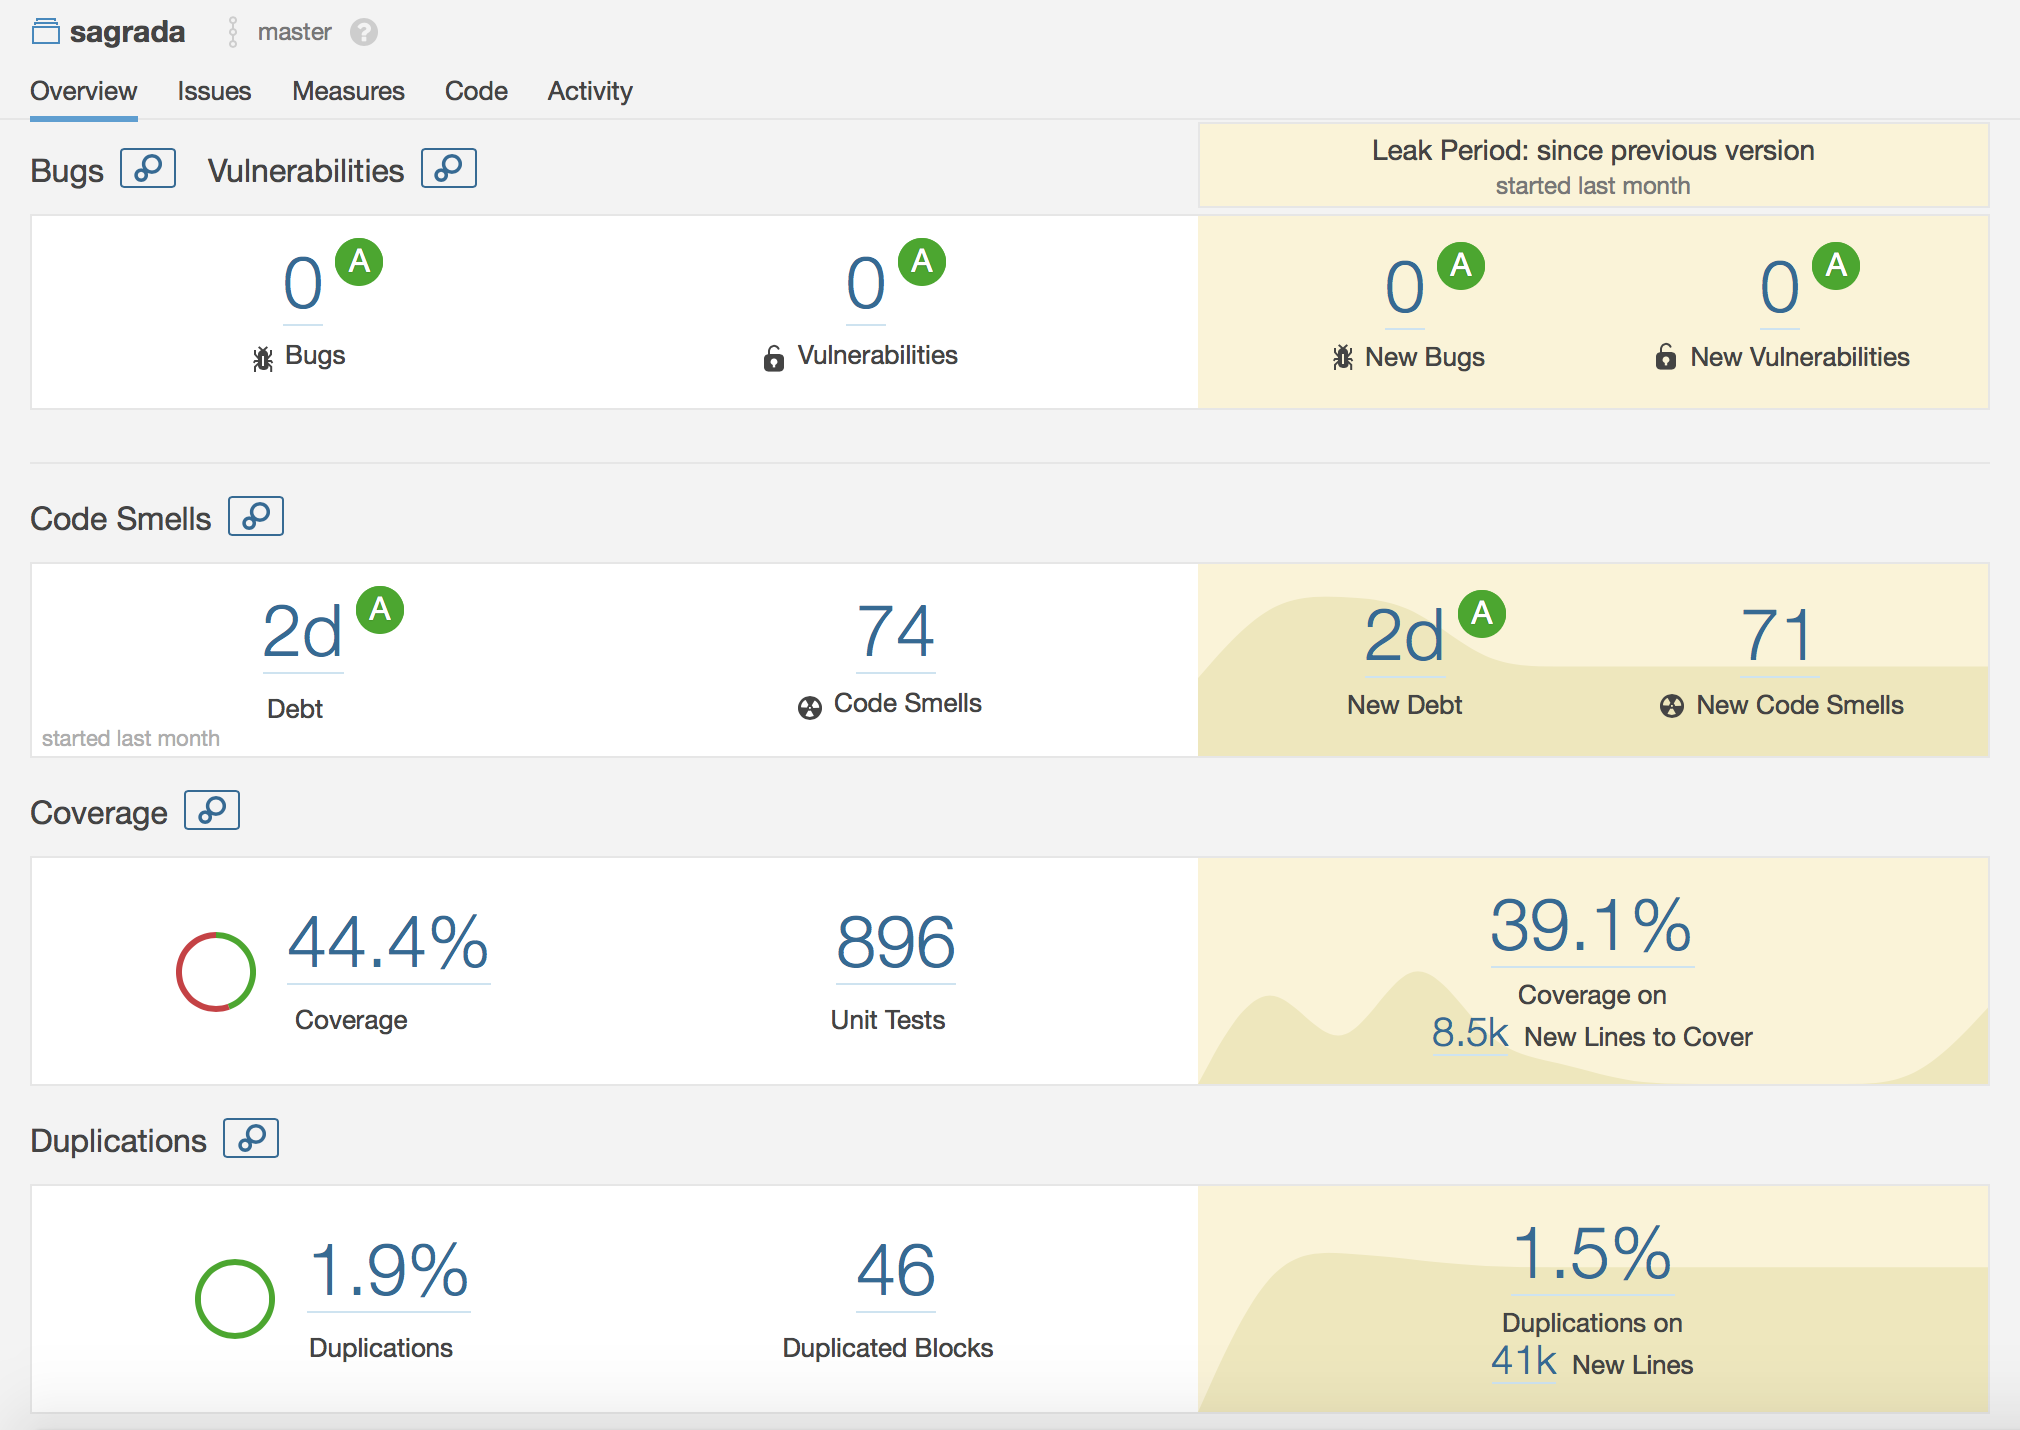 sagrada master ?
Overview Issues Measures Code Activity
Bugs Vulnerabilities
Leak Period: since previous version
started last month
0 A 0 A 0 A 0 A
Bugs Vulnerabilities New Bugs New Vulnerabilities
Code Smells
2d A 74 2d A 71
Debt Code Smells New Debt New Code Smells
started last month
Coverage
44.4% 896 39.1%
Coverage Unit Tests Coverage on
8.5k New Lines to Cover
Duplications
1.9% 46 1.5%
Duplications Duplicated Blocks Duplications on
41k New Lines